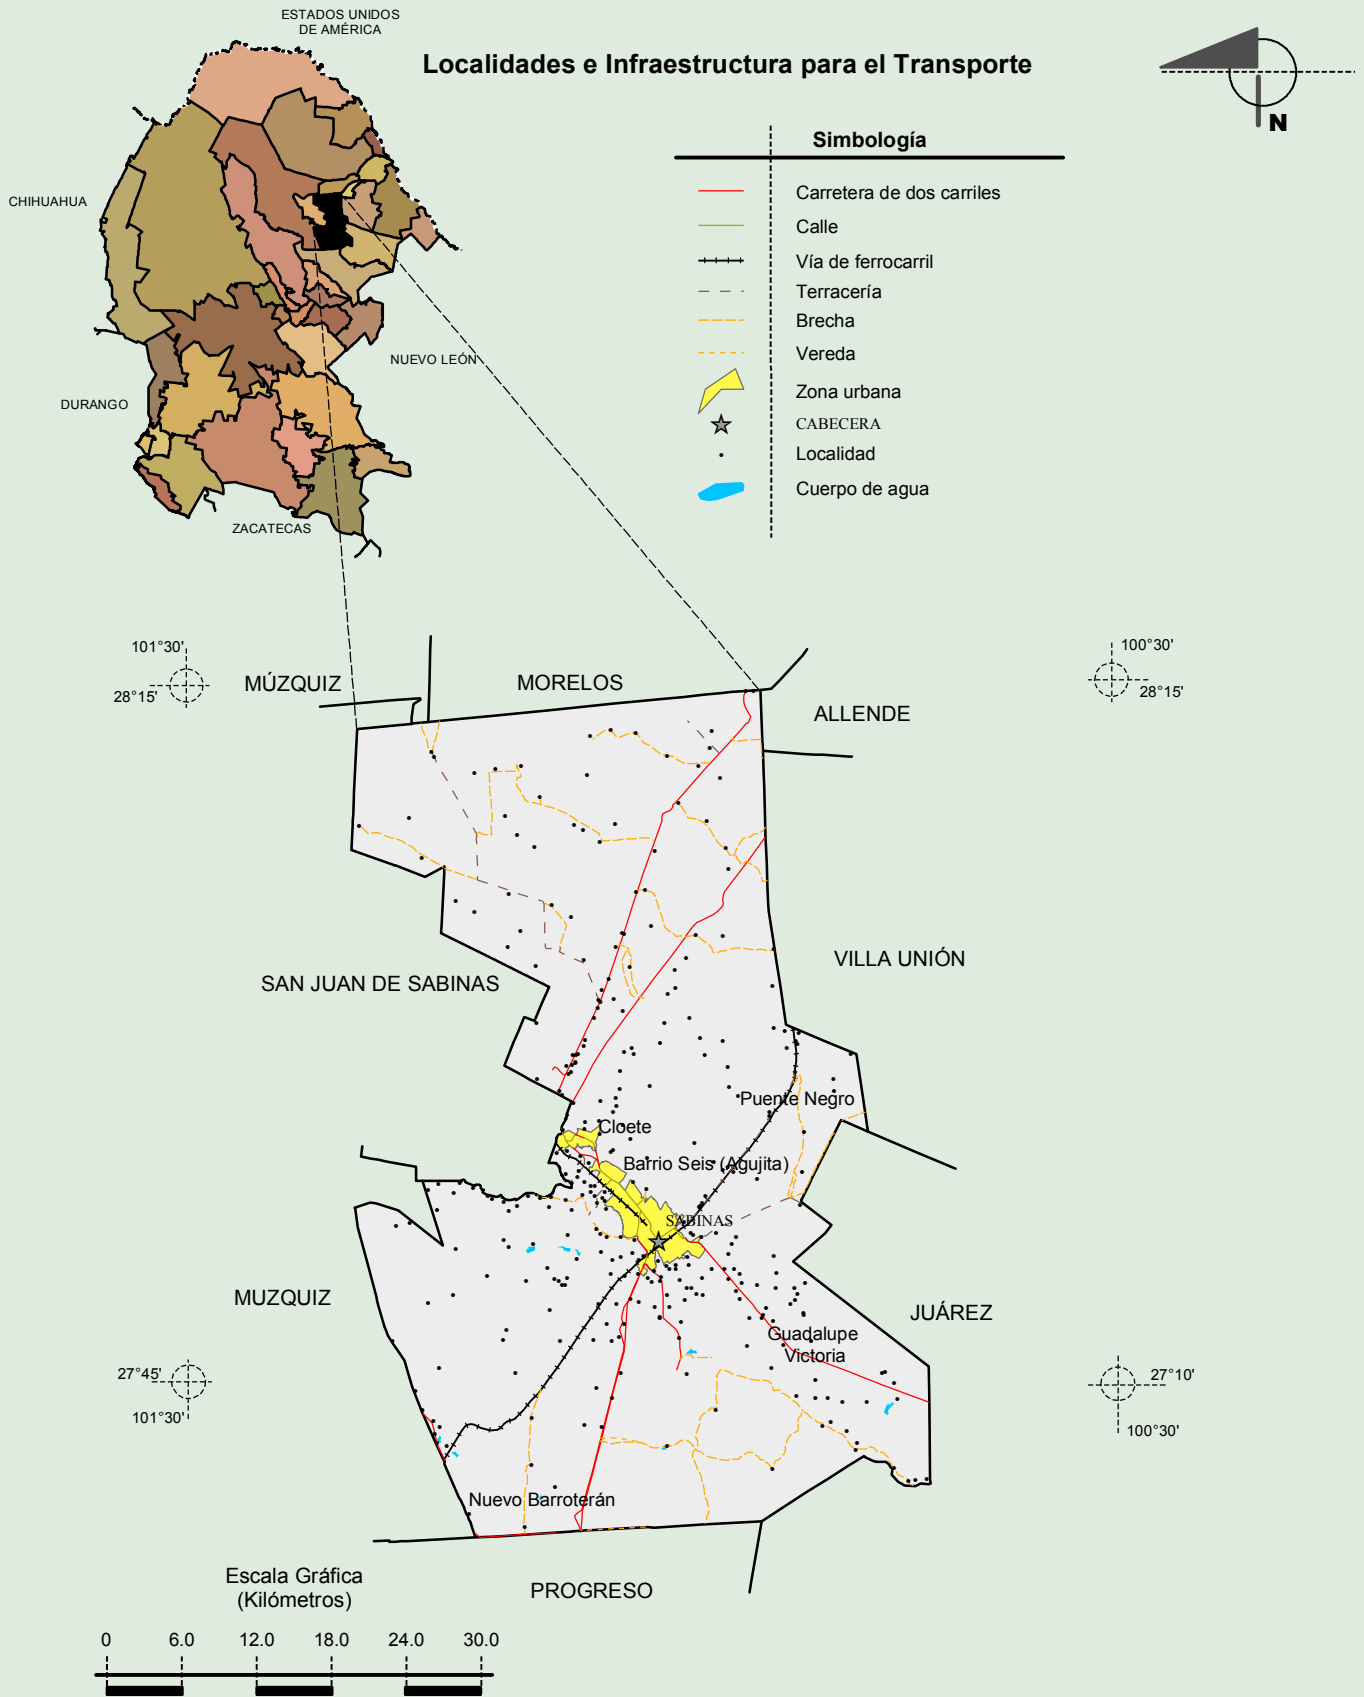 ESTADOS UNIDOS
DE AMÉRICA
Localidades e Infraestructura para el Transporte
N
Simbología
Carretera de dos carriles
Calle
Vía de ferrocarril
Terracería
Brecha
Vereda
Zona urbana
CABECERA
Localidad
Cuerpo de agua
CHIHUAHUA
NUEVO LEÓN
DURANGO
ZACATECAS
101°30'
28°15'
100°30'
28°15'
MÚZQUIZ
MORELOS
ALLENDE
VILLA UNIÓN
SAN JUAN DE SABINAS
Puente Negro
Cloete
Barrio Seis (Agujita)
SABINAS
MUZQUIZ
JUÁREZ
Guadalupe
Victoria
27°45'
101°30'
27°10'
100°30'
Nuevo Barroterán
PROGRESO
Escala Gráfica
(Kilómetros)
0 6.0 12.0 18.0 24.0 30.0